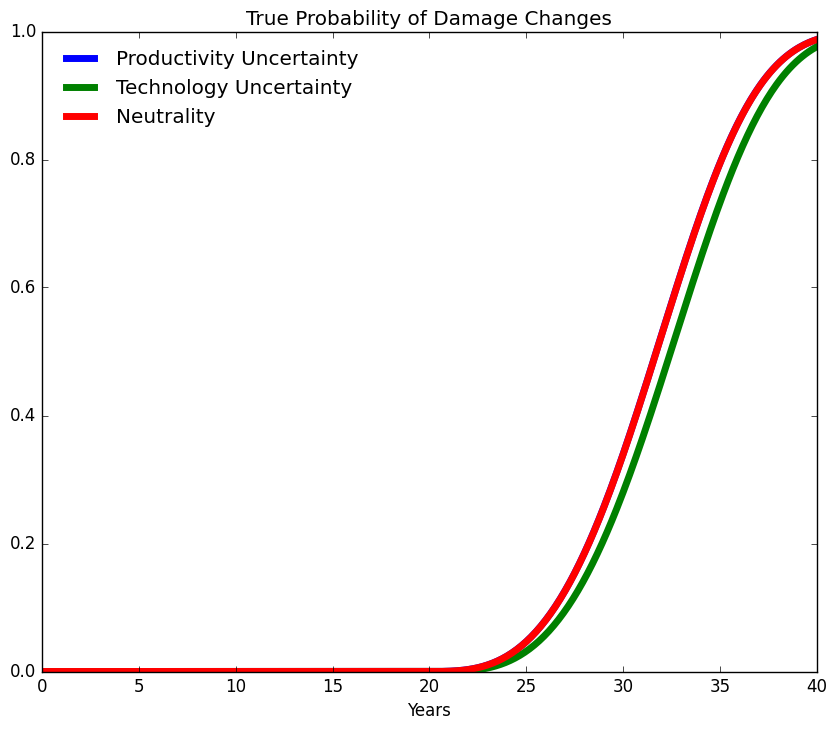 True Probability of Damage Changes
1.0
Productivity Uncertainty
Technology Uncertainty
Neutrality
0.8
0.6
0.4
0.2
0.0
0 5 10 15 20 25 30 35 40
Years